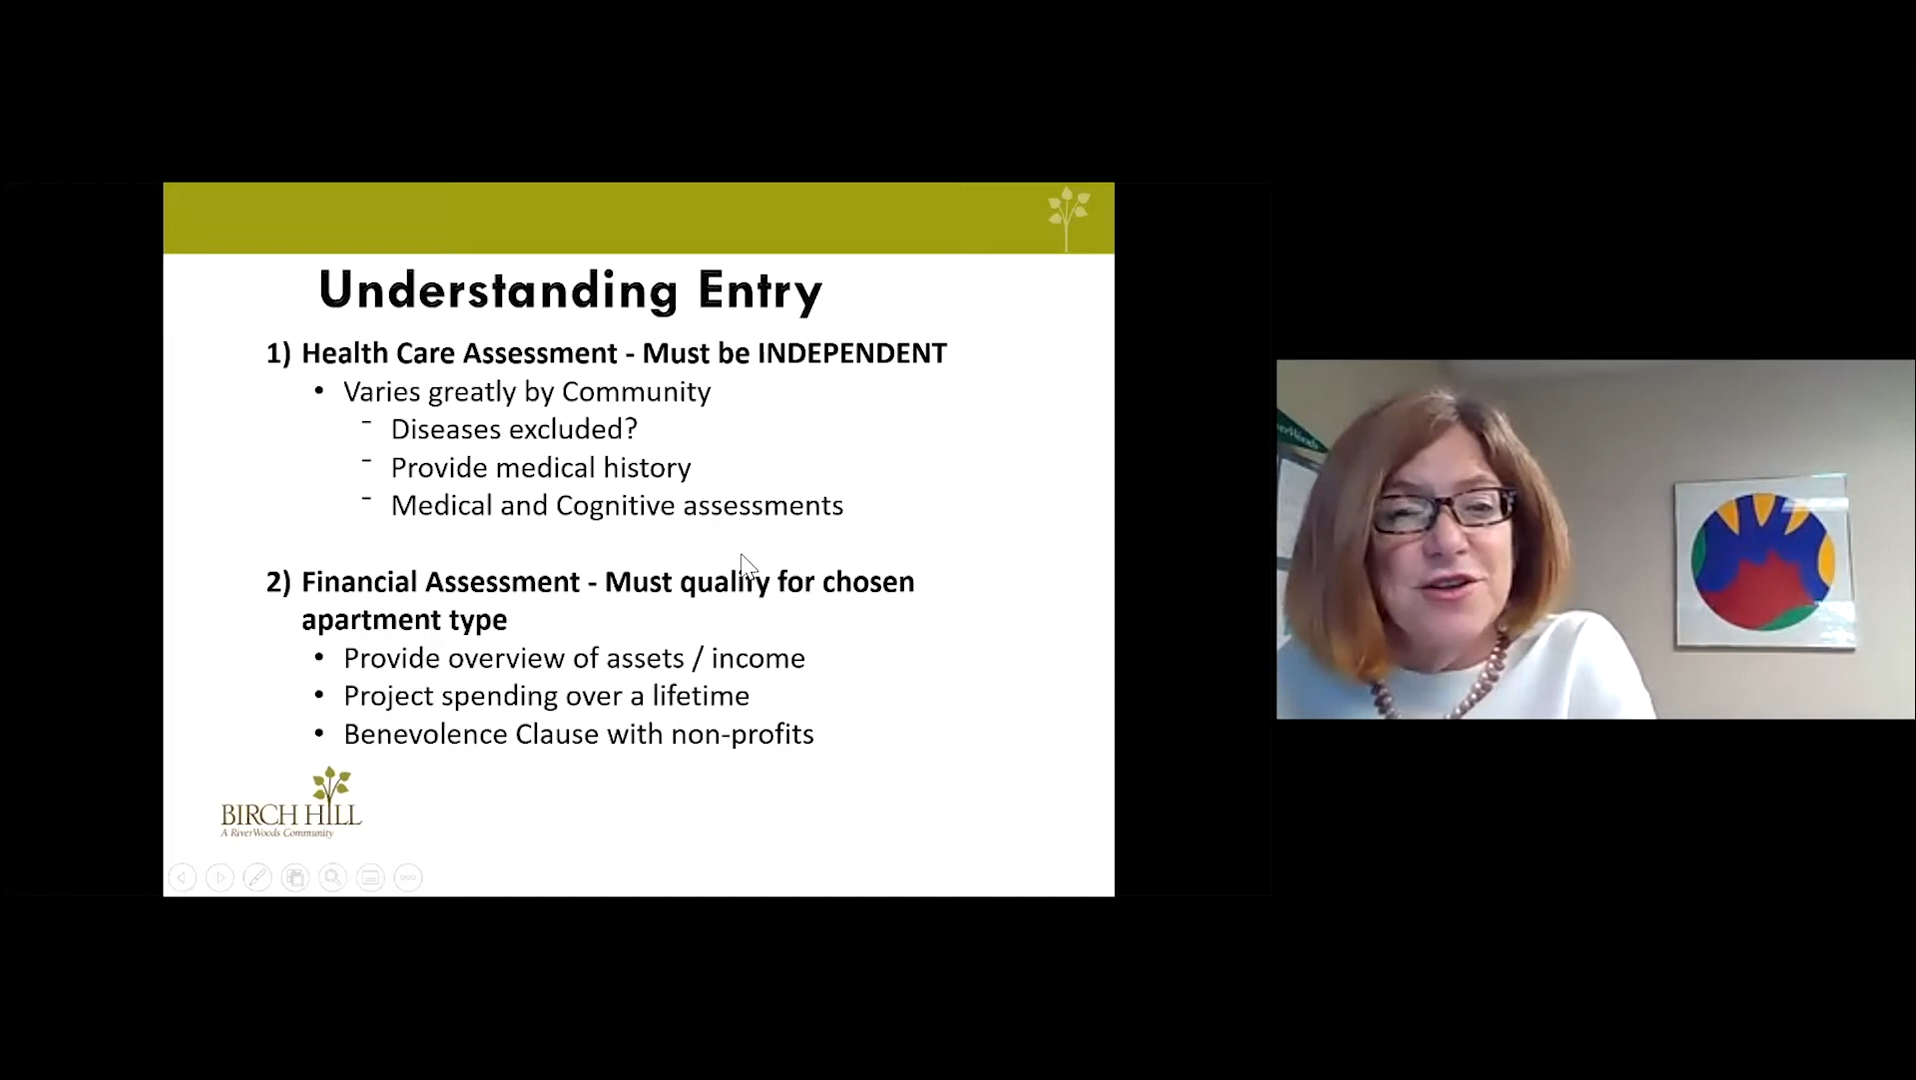 Understanding Entry
1) Health Care Assessment - Must be INDEPENDENT
• Varies greatly by Community
- Diseases excluded?
- Provide medical history
- Medical and Cognitive assessments
2) Financial Assessment - Must qualify for chosen
apartment type
• Provide overview of assets / income
• Project spending over a lifetime
• Benevolence Clause with non-profits
BIRCH HILL
A RiverWoods Community